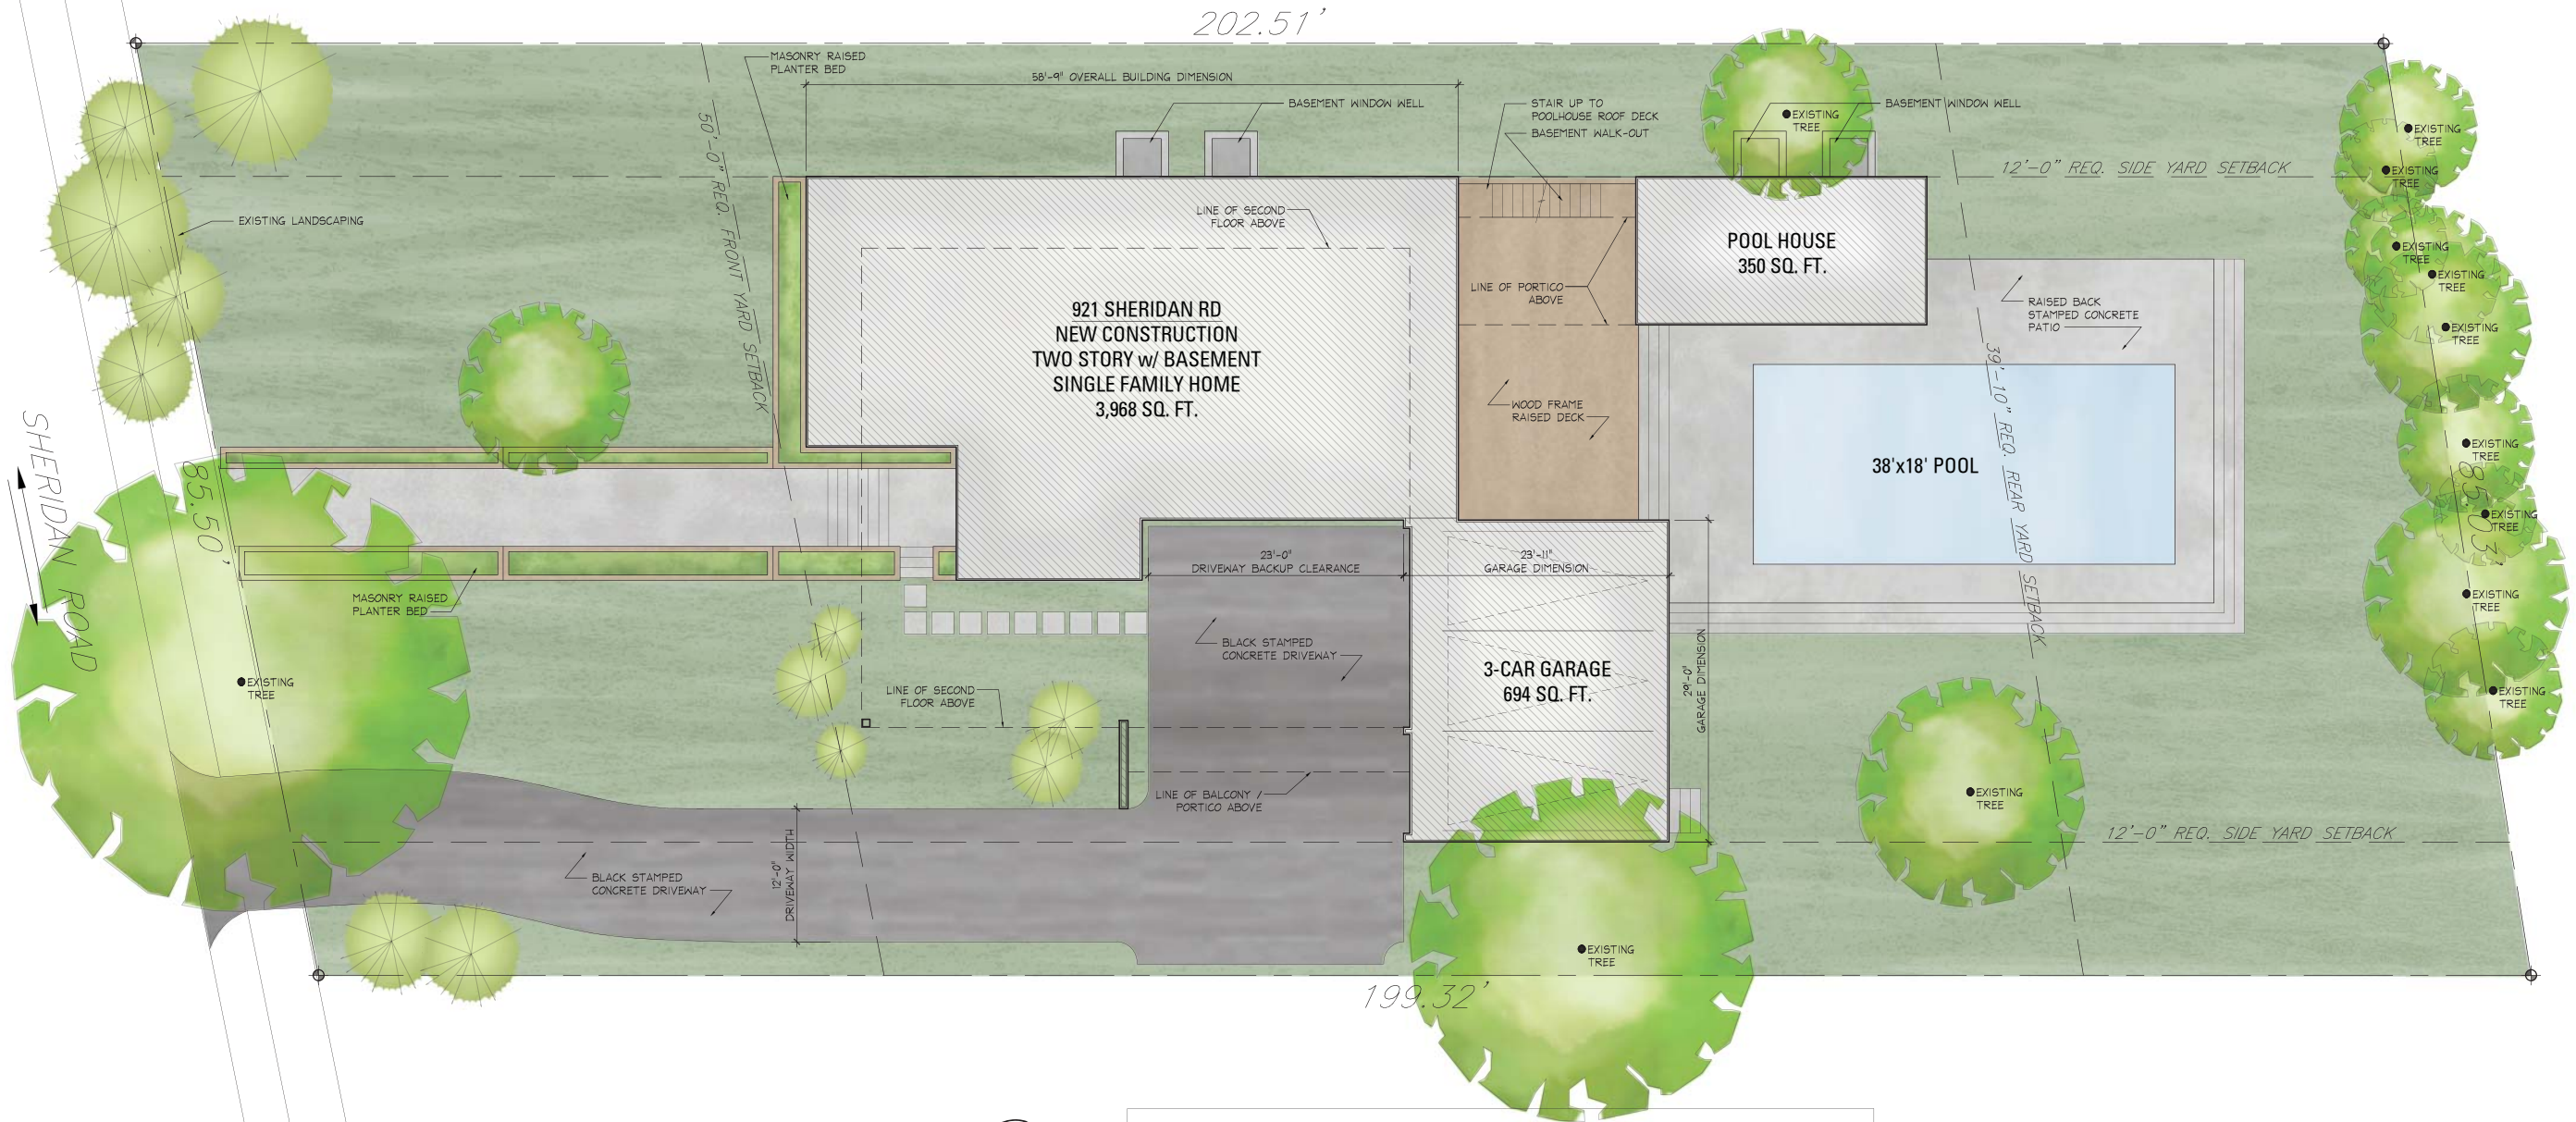 202.51'
MASONRY RAISED
PLANTER BED
58'-9" OVERALL BUILDING DIMENSION
BASEMENT WINDOW WELL
STAIR UP TO
POOLHOUSE ROOF DECK
BASEMENT WALK-OUT
EXISTING
TREE
BASEMENT WINDOW WELL
EXISTING
TREE
EXISTING
TREE
12'-0" REQ. SIDE YARD SETBACK
50'-0" REQ. FRONT YARD SETBACK
EXISTING LANDSCAPING
LINE OF SECOND
FLOOR ABOVE
POOL HOUSE
350 SQ. FT.
EXISTING
TREE
EXISTING
TREE
LINE OF PORTICO
ABOVE
RAISED BACK
STAMPED CONCRETE
PATIO
EXISTING
TREE
921 SHERIDAN RD
NEW CONSTRUCTION
TWO STORY w/ BASEMENT
SINGLE FAMILY HOME
3,968 SQ. FT.
WOOD FRAME
RAISED DECK
39'-10" REQ. REAR YARD SETBACK
38'x18' POOL
EXISTING
TREE
85.03'
EXISTING
TREE
SHERIDAN ROAD
85.50'
23'-0"
DRIVEWAY BACKUP CLEARANCE
23'-11"
GARAGE DIMENSION
EXISTING
TREE
MASONRY RAISED
PLANTER BED
BLACK STAMPED
CONCRETE DRIVEWAY
3-CAR GARAGE
694 SQ. FT.
29'-0"
GARAGE DIMENSION
EXISTING
TREE
EXISTING
TREE
LINE OF SECOND
FLOOR ABOVE
LINE OF BALCONY /
PORTICO ABOVE
EXISTING
TREE
12'-0" REQ. SIDE YARD SETBACK
12'-0"
DRIVEWAY WIDTH
BLACK STAMPED
CONCRETE DRIVEWAY
EXISTING
TREE
199.32'